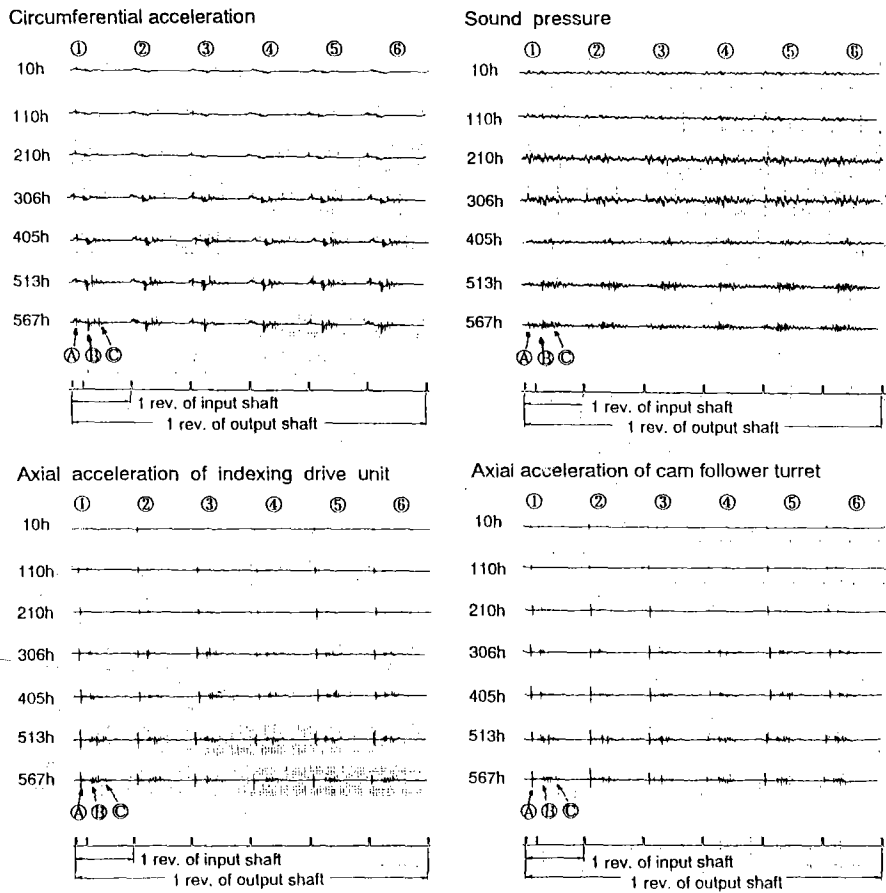 Circumferential acceleration
① ② ③ ④ ⑤ ⑥
10h
110h
210h
306h
405h
513h
567h
Ⓐ Ⓑ Ⓒ
1 rev. of input shaft
1 rev. of output shaft
Sound pressure
① ② ③ ④ ⑤ ⑥
10h
110h
210h
306h
405h
513h
567h
Ⓐ Ⓑ Ⓒ
1 rev. of input shaft
1 rev. of output shaft
Axial acceleration of indexing drive unit
① ② ③ ④ ⑤ ⑥
10h
110h
210h
306h
405h
513h
567h
Ⓐ Ⓑ Ⓒ
1 rev. of input shaft
1 rev. of output shaft
Axial acceleration of cam follower turret
① ② ③ ④ ⑤ ⑥
10h
110h
210h
306h
405h
513h
567h
Ⓐ Ⓑ Ⓒ
1 rev. of input shaft
1 rev. of output shaft